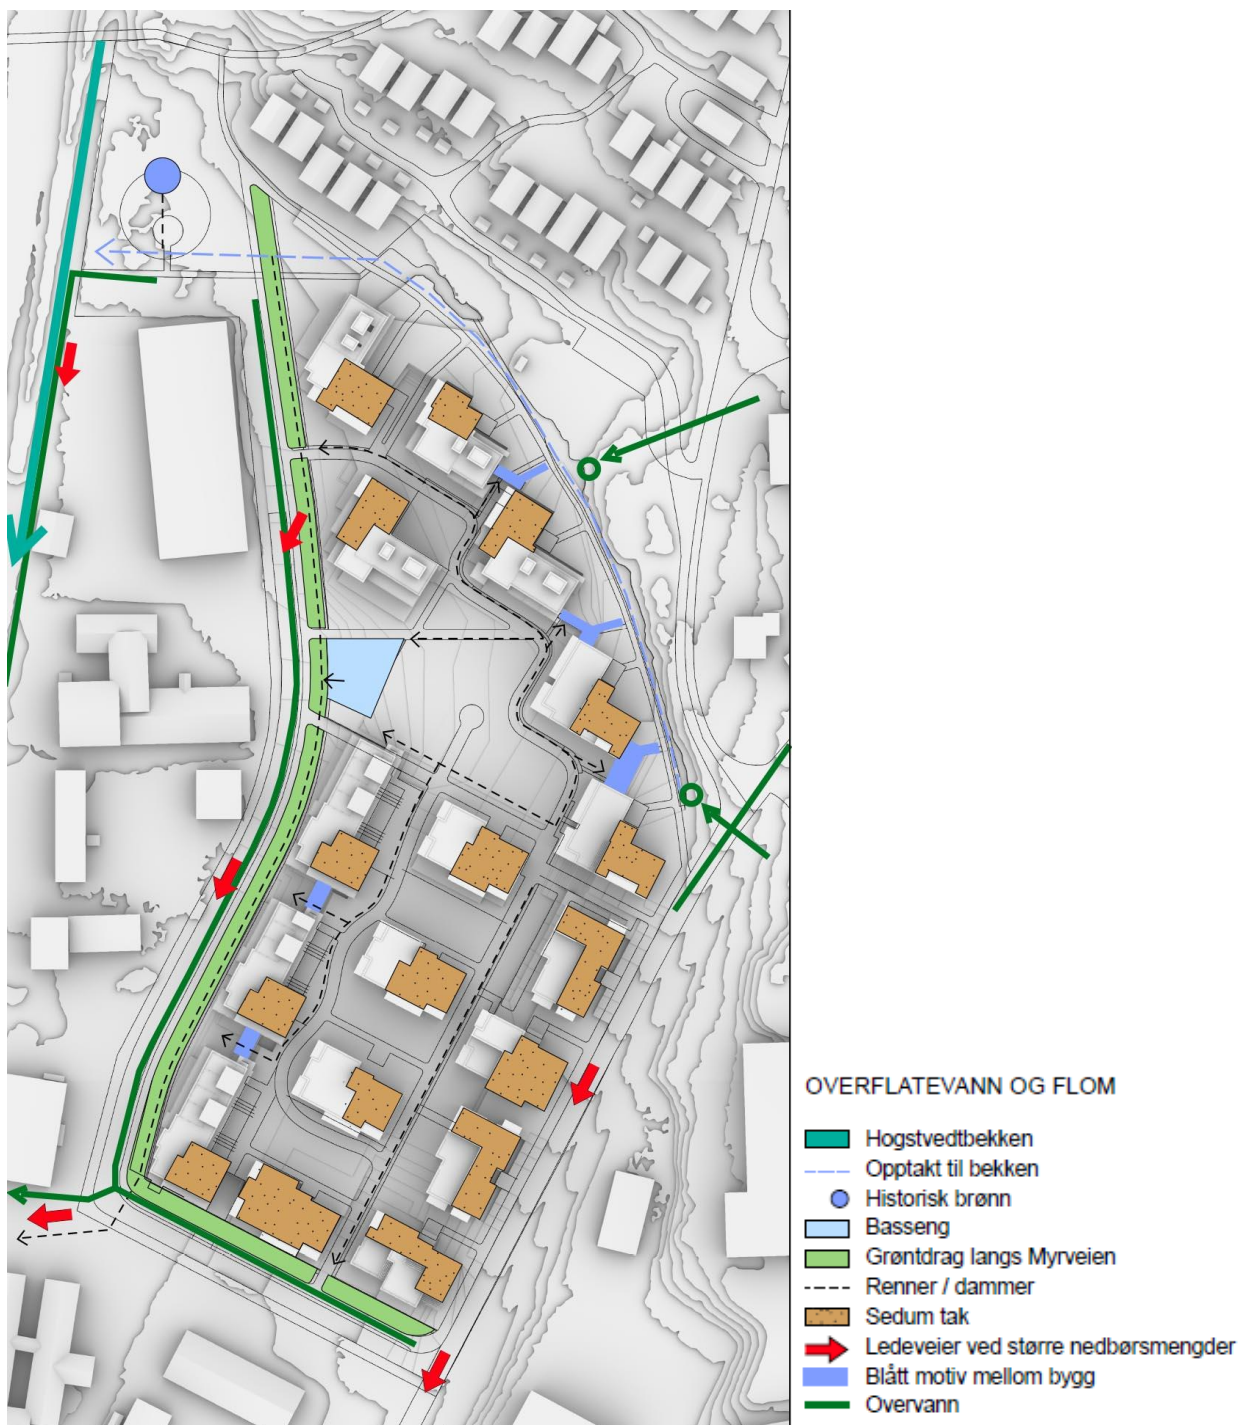 OVERFLATEVANN OG FLOM
Hogstvedtbekken
Opptakt til bekken
Historisk brønn
Basseng
Grøntdrag langs Myrveien
Renner / dammer
Sedum tak
Ledeveier ved større nedbørsmengder
Blått motiv mellom bygg
Overvann